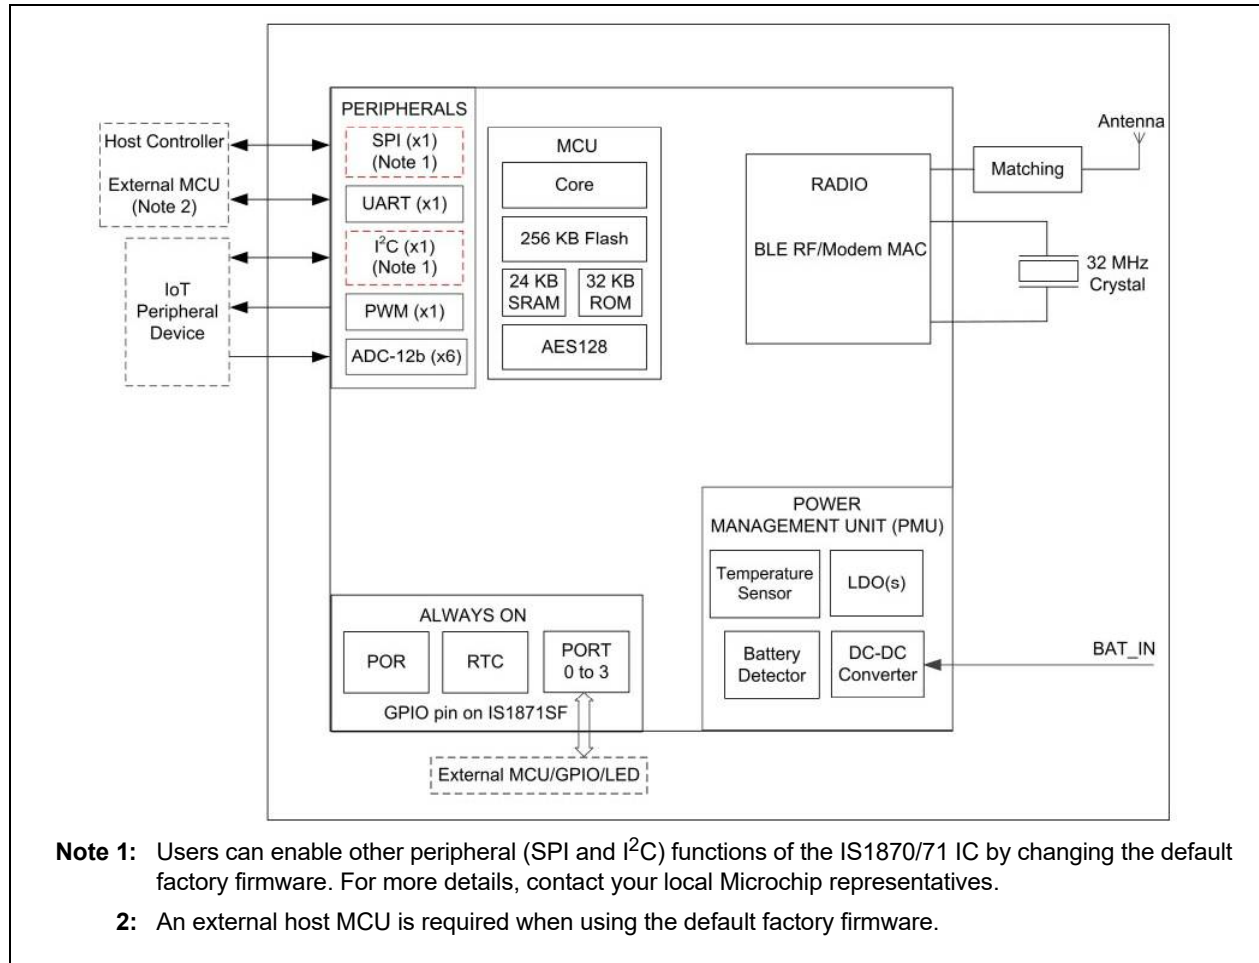 PERIPHERALS
SPI (x1)
(Note 1)
UART (x1)
I²C (x1)
(Note 1)
PWM (x1)
ADC-12b (x6)
Host Controller
External MCU
(Note 2)
IoT
Peripheral
Device
MCU
Core
256 KB Flash
24 KB
SRAM
32 KB
ROM
AES128
RADIO
BLE RF/Modem MAC
Matching
Antenna
32 MHz
Crystal
POWER
MANAGEMENT UNIT (PMU)
Temperature
Sensor
LDO(s)
Battery
Detector
DC-DC
Converter
BAT_IN
ALWAYS ON
POR
RTC
PORT
0 to 3
GPIO pin on IS1871SF
External MCU/GPIO/LED
Note 1: Users can enable other peripheral (SPI and I²C) functions of the IS1870/71 IC by changing the default
factory firmware. For more details, contact your local Microchip representatives.
2: An external host MCU is required when using the default factory firmware.